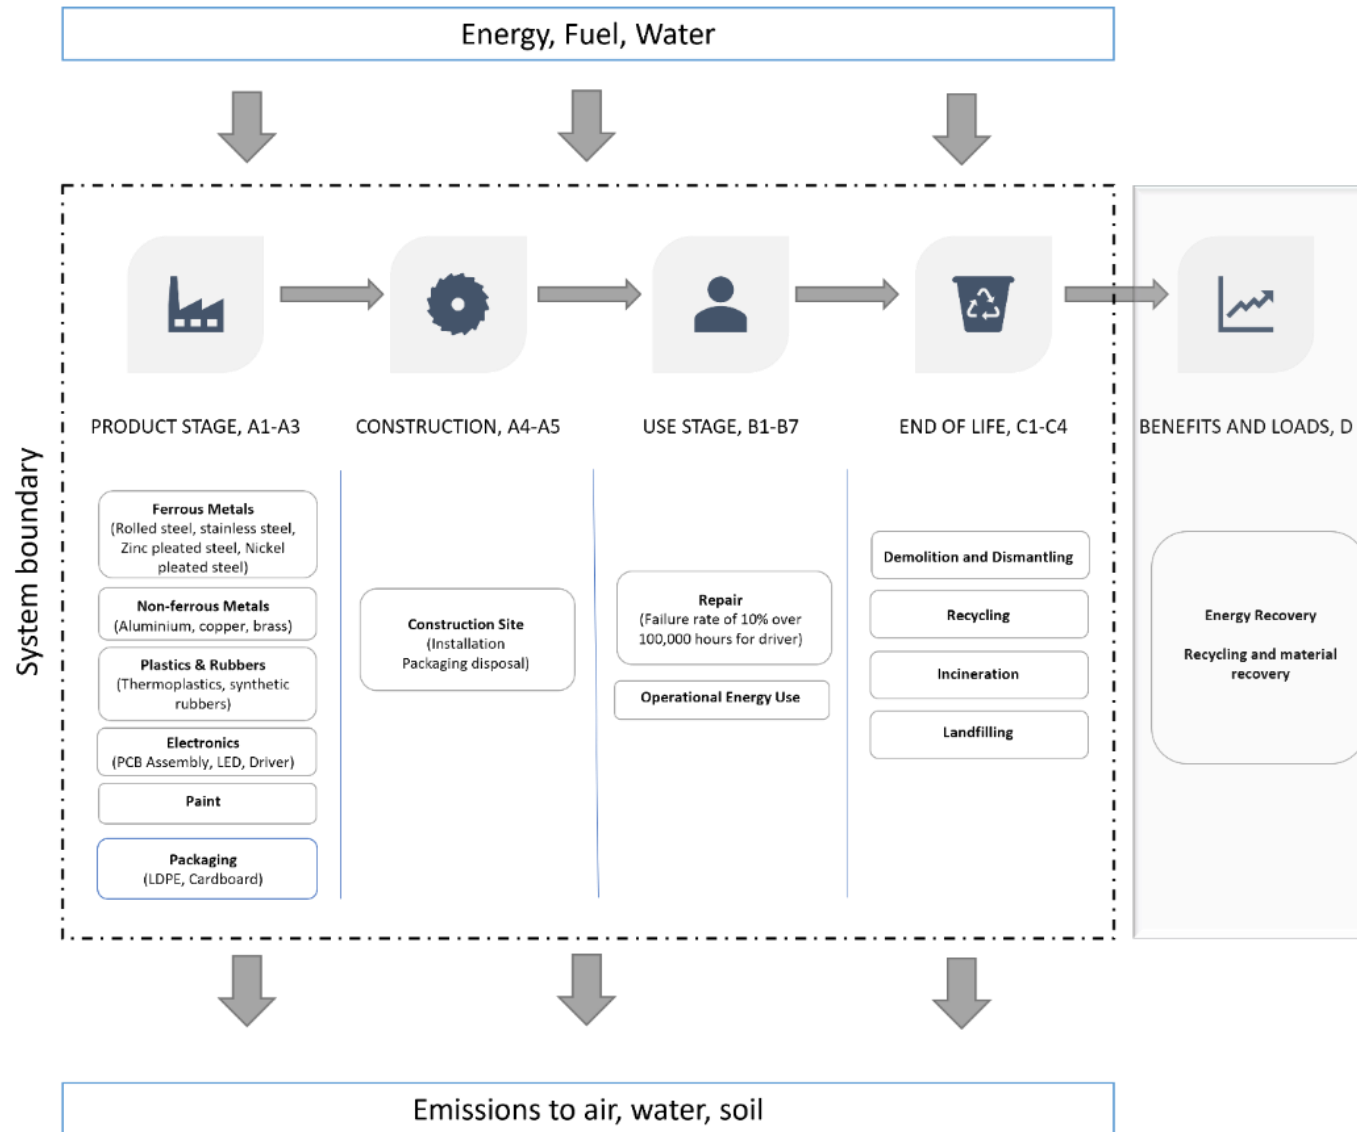 Energy, Fuel, Water
System boundary
PRODUCT STAGE, A1-A3
CONSTRUCTION, A4-A5
USE STAGE, B1-B7
END OF LIFE, C1-C4
BENEFITS AND LOADS, D
Ferrous Metals
(Rolled steel, stainless steel,
Zinc pleated steel, Nickel
pleated steel)
Non-ferrous Metals
(Aluminium, copper, brass)
Plastics & Rubbers
(Thermoplastics, synthetic
rubbers)
Electronics
(PCB Assembly, LED, Driver)
Paint
Packaging
(LDPE, Cardboard)
Construction Site
(Installation
Packaging disposal)
Repair
(Failure rate of 10% over
100,000 hours for driver)
Operational Energy Use
Demolition and Dismantling
Recycling
Incineration
Landfilling
Energy Recovery
Recycling and material
recovery
Emissions to air, water, soil